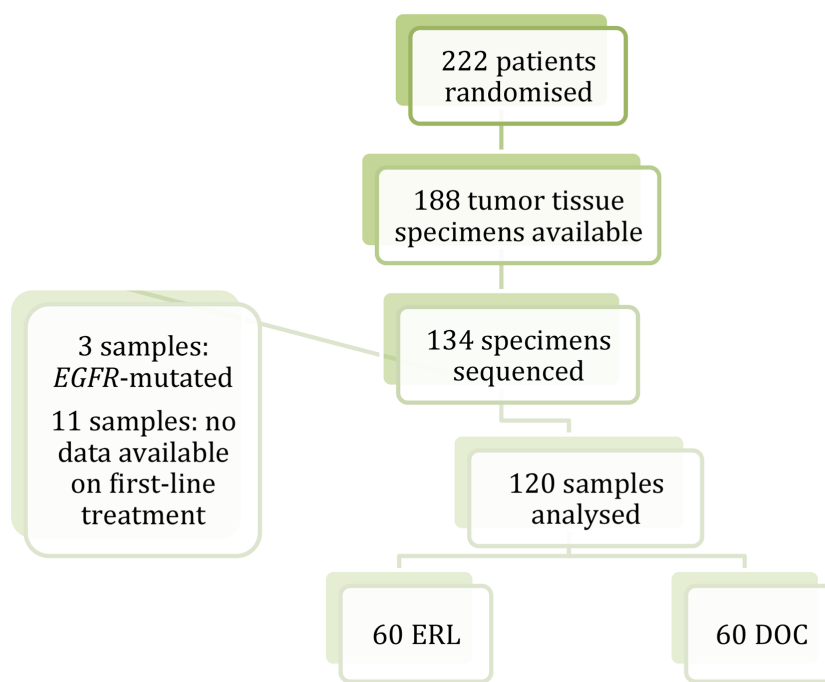 222 patients
randomised
188 tumor tissue
specimens available
134 specimens
sequenced
3 samples:
EGFR-mutated
11 samples: no
data available
on first-line
treatment
120 samples
analysed
60 ERL
60 DOC